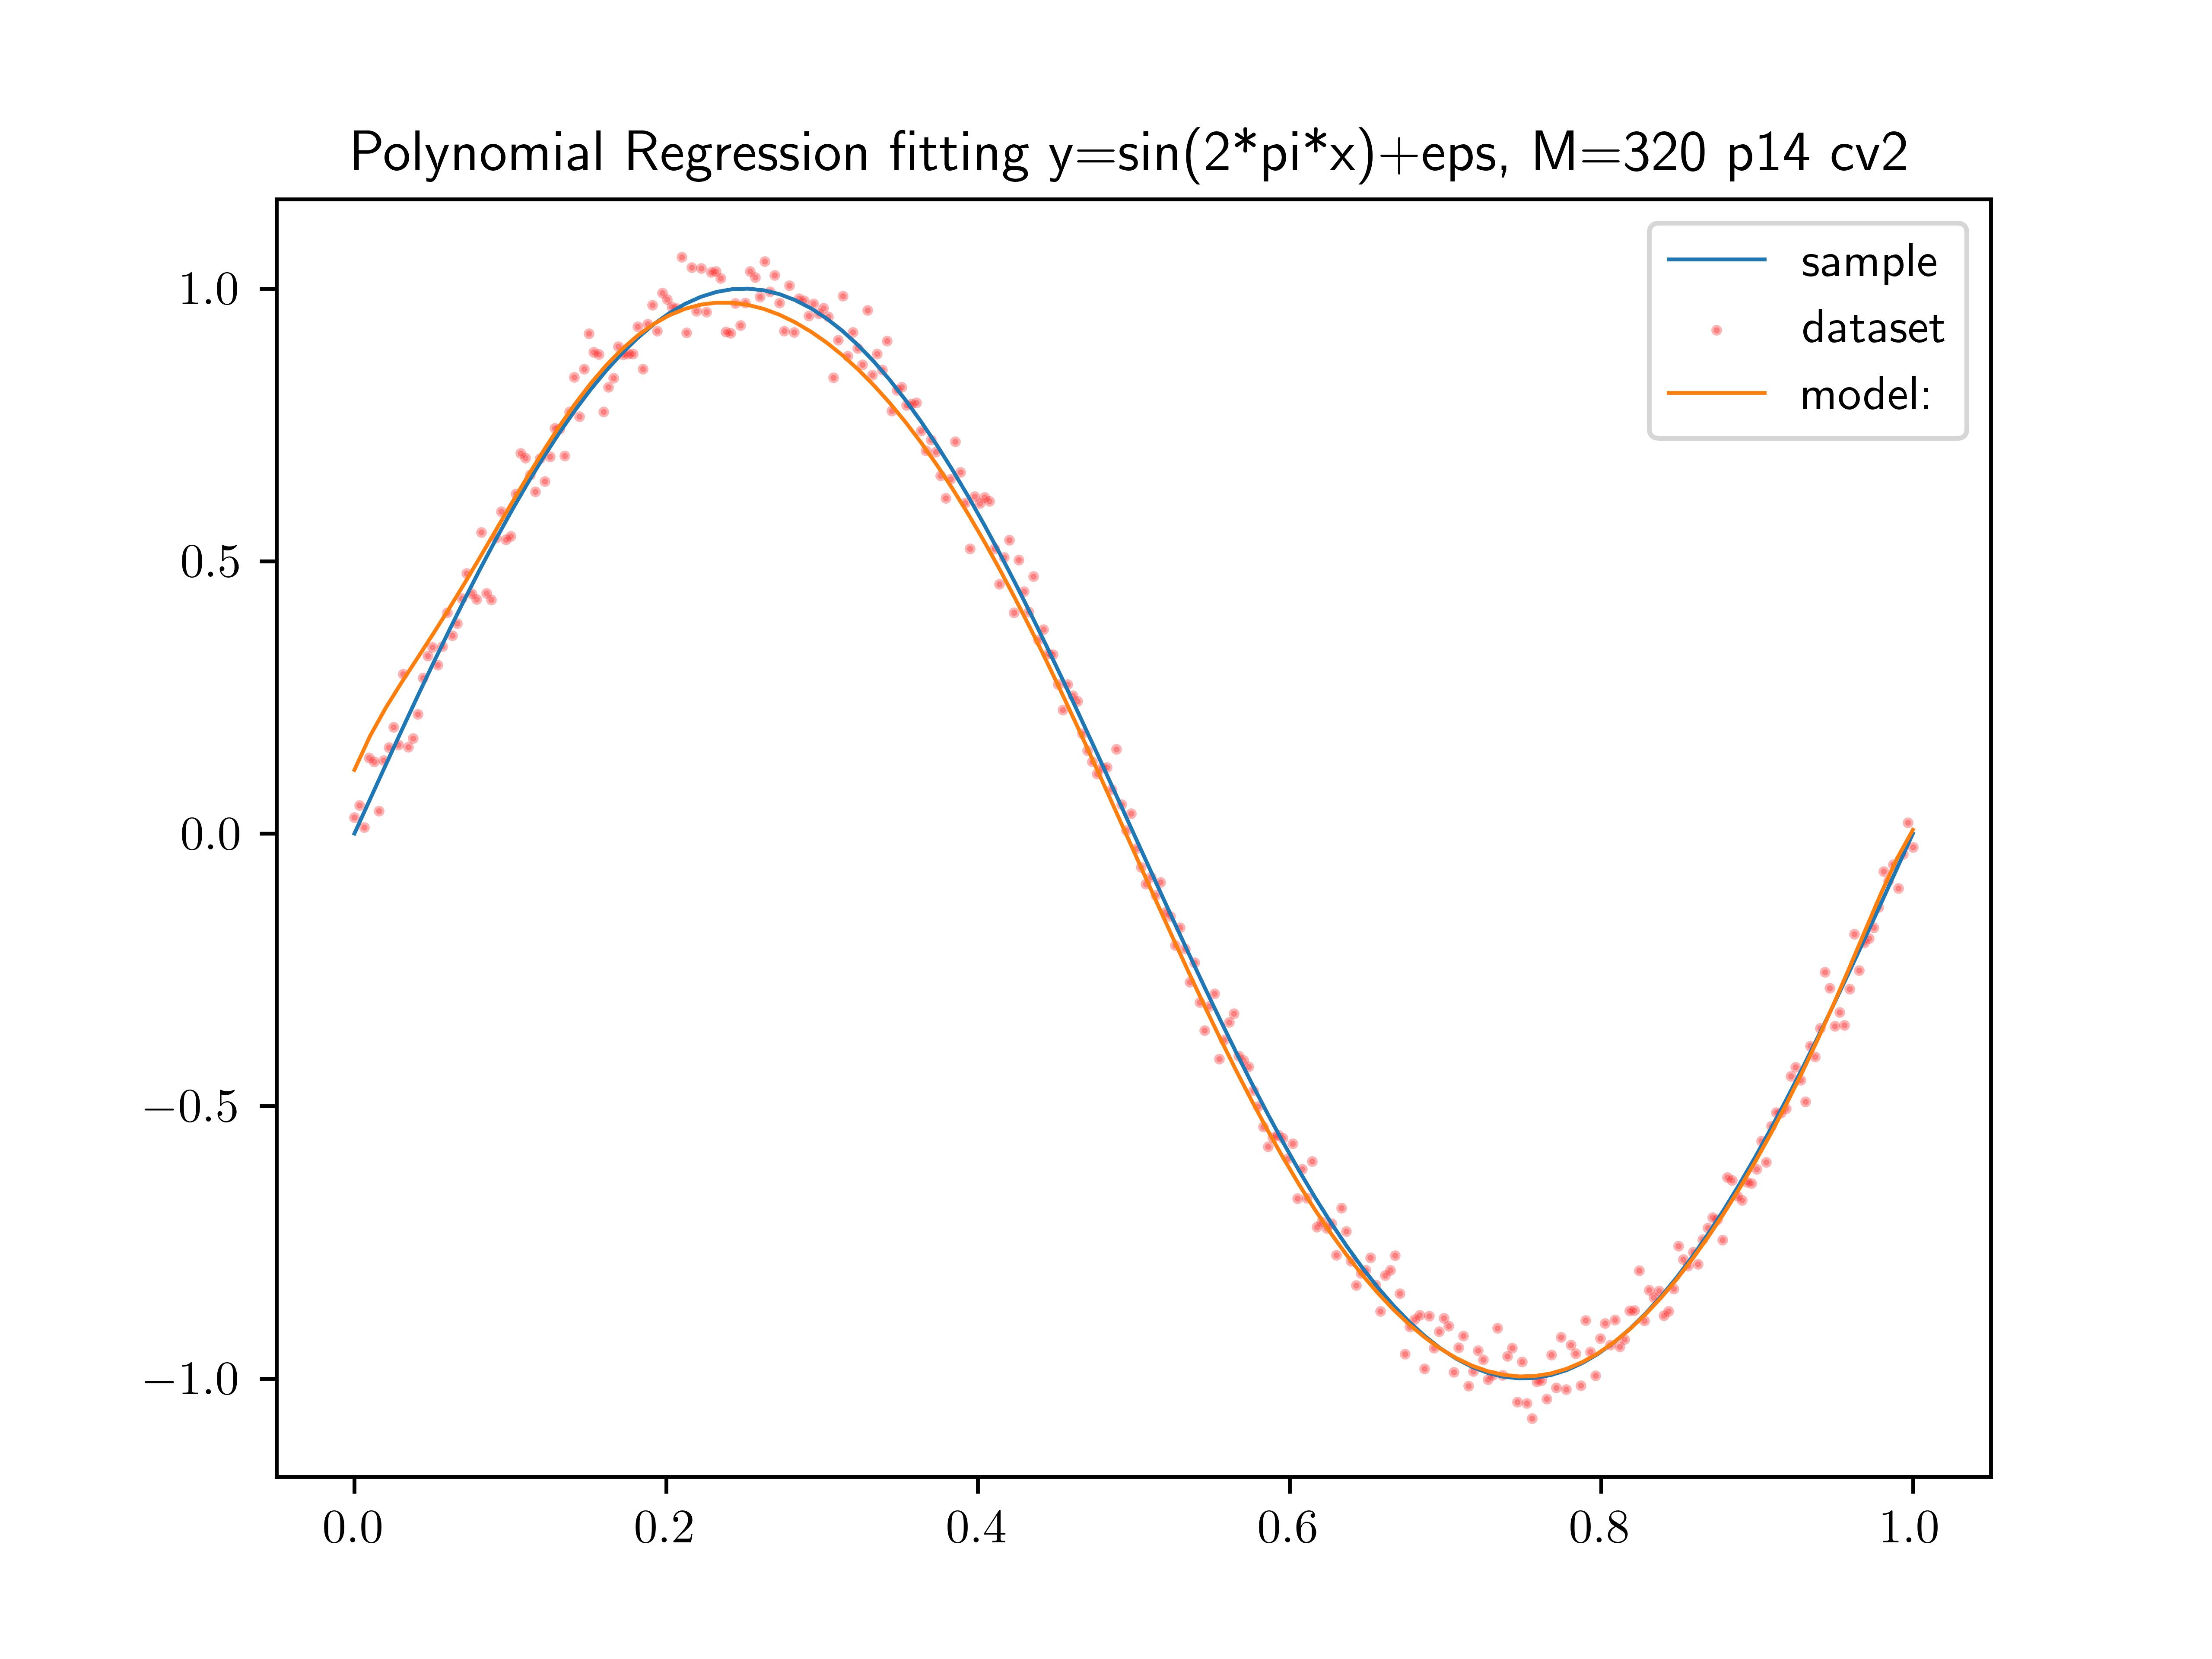 Polynomial Regression fitting y=sin(2*pi*x)+eps, M=320 p14 cv2
sample
dataset
model:
1.0
0.5
0.0
−0.5
−1.0
0.0 0.2 0.4 0.6 0.8 1.0